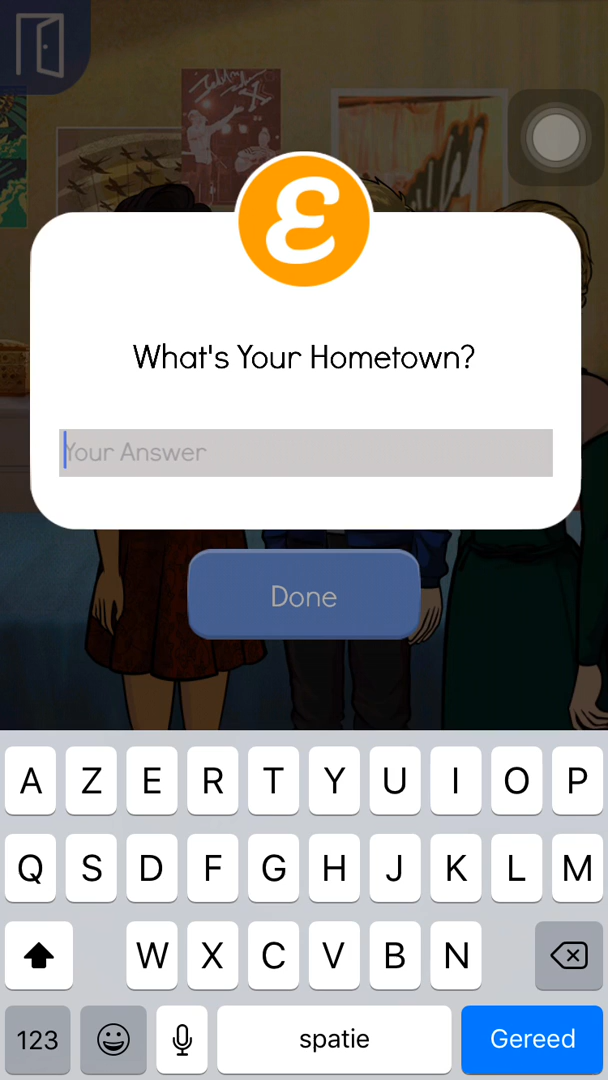 ε
What's Your Hometown?
Your Answer
Done
A Z E R T Y U I O P
Q S D F G H J K L M
W X C V B N
123 spatie Gereed